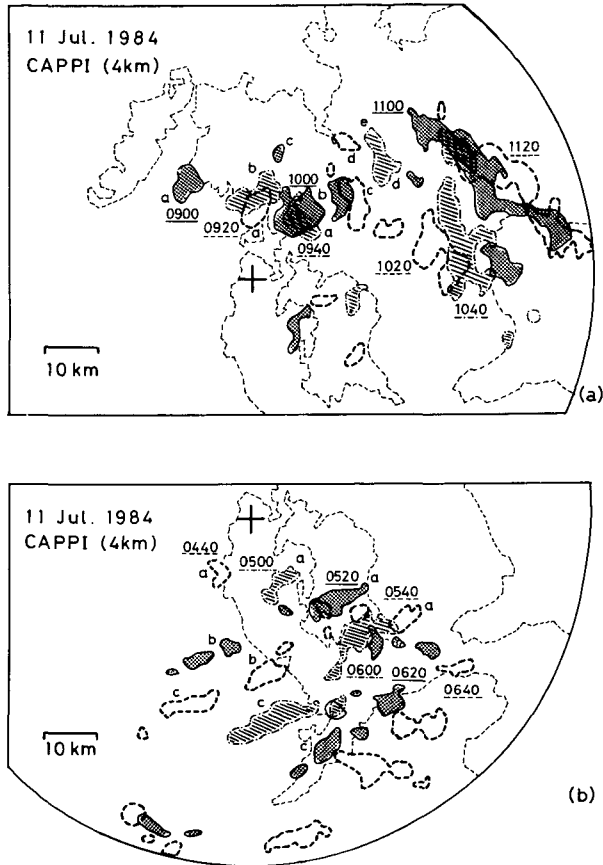 11 Jul. 1984
CAPPI (4km)
1100
e
1120
c
d
b
1000
c
d
a
0900
b
0920
a
a
0940
1020
1040
10 km
(a)
11 Jul. 1984
CAPPI (4km)
0440
0500
a
a
0520
a
0540
a
b
b
0600
0620
0640
c
c
c
10 km
(b)